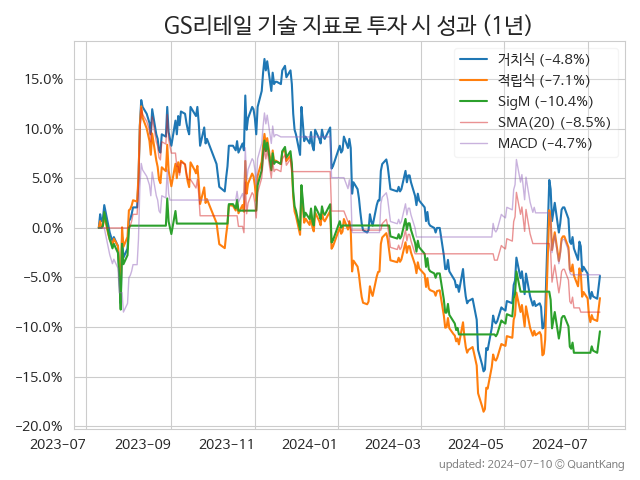 GS리테일 기술 지표로 투자 시 성과 (1년)
거치식 (−4.8%)
적립식 (−7.1%)
SigM (−10.4%)
SMA(20) (−8.5%)
MACD (−4.7%)
15.0%
10.0%
5.0%
0.0%
−5.0%
−10.0%
−15.0%
−20.0%
2023-07 2023-09 2023-11 2024-01 2024-03 2024-05 2024-07
updated: 2024-07-10 © QuantKang